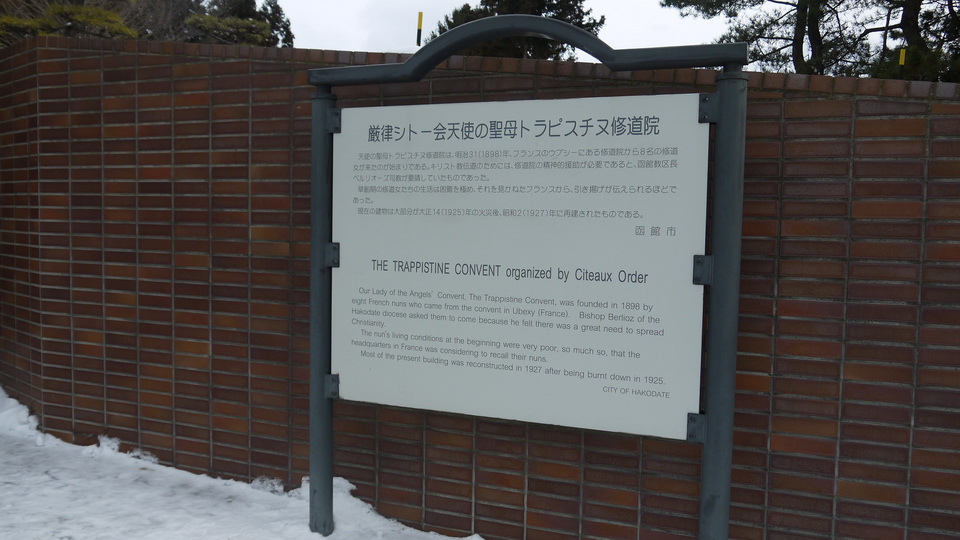 厳律シトー会天使の聖母トラピスチヌ修道院
天使の聖母トラピスチヌ修道院は、明治31(1898)年、フランスのウプシーにある修道院から8名の修道
女が来たのが始まりである。キリスト教伝道のためには、修道院の精神的援助が必要であると、函館教区長
ベルリオーズ司教が要請していたものであった。
草創期の修道女たちの生活は困窮を極め、それを見かねたフランスから、引き揚げが伝えられるほどで
あった。
現在の建物は大部分が大正14(1925)年の火災後、昭和2(1927)年に再建されたものである。
函館市
THE TRAPPISTINE CONVENT organized by Citeaux Order
Our Lady of the Angels' Convent, The Trappistine Convent, was founded in 1898 by
eight French nuns who came from the convent in Ubexy (France). Bishop Berlioz of the
Hakodate diocese asked them to come because he felt there was a great need to spread
Christianity.
The nun's living conditions at the beginning were very poor, so much so, that the
headquarters in France was considering to recall their nuns.
Most of the present building was reconstructed in 1927 after being burnt down in 1925.
CITY OF HAKODATE